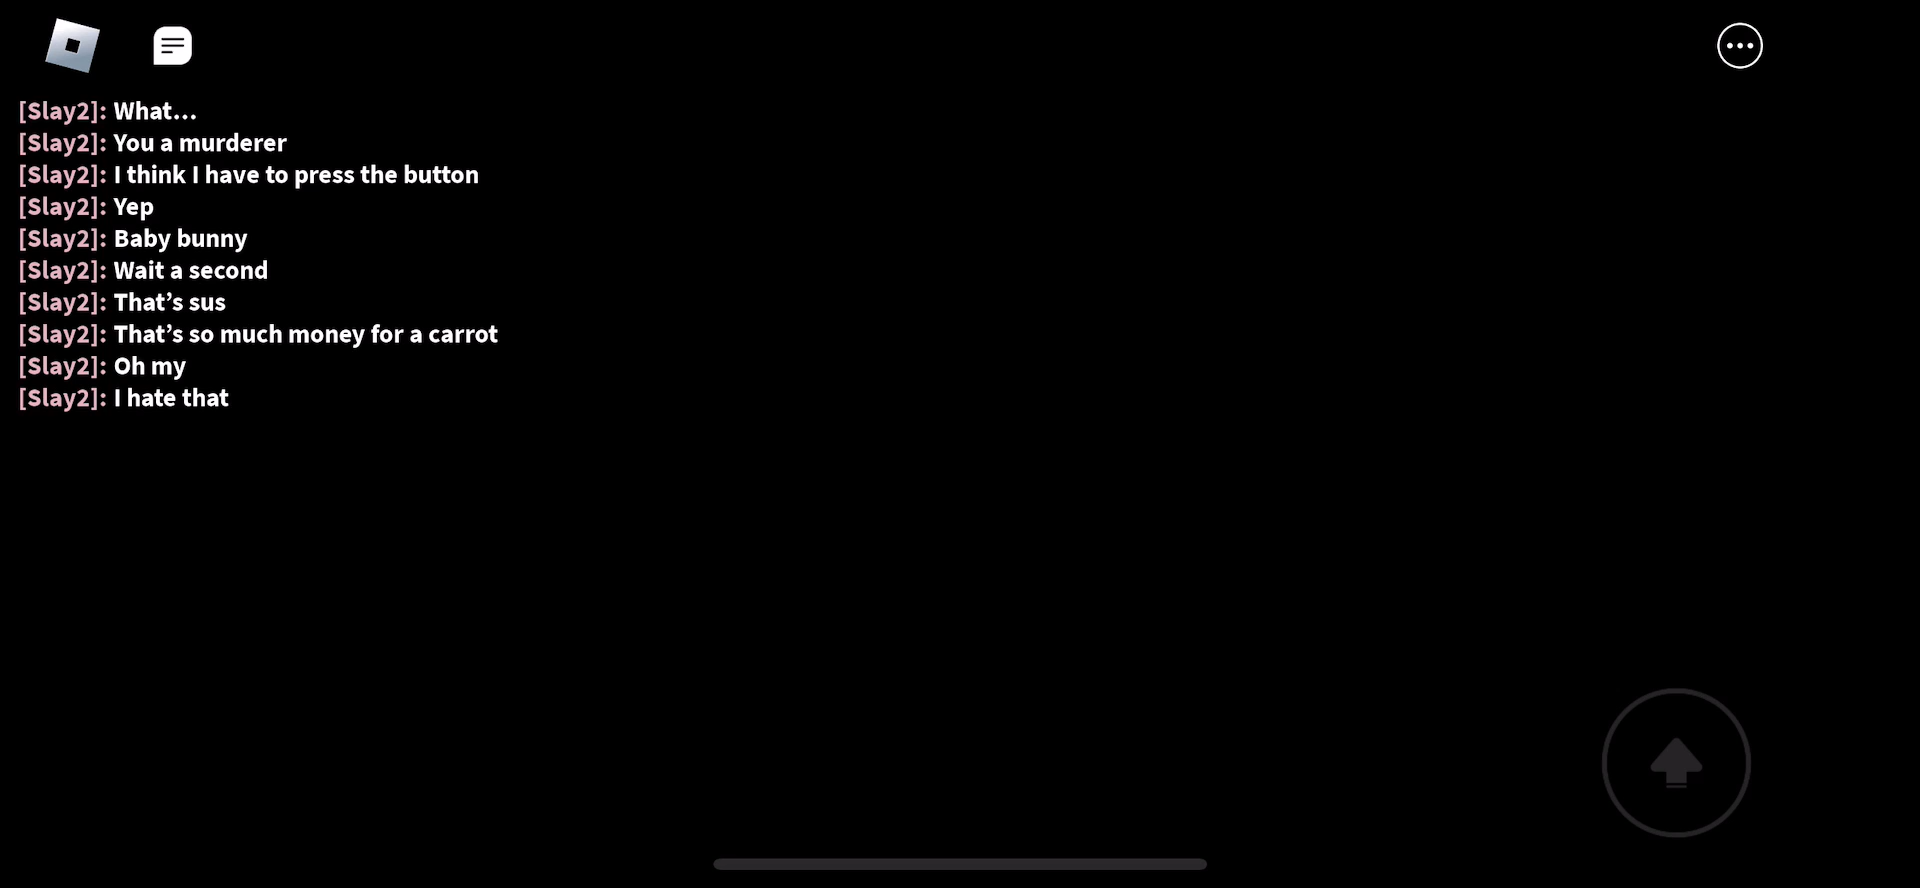 [Slay2]: What...
[Slay2]: You a murderer
[Slay2]: I think I have to press the button
[Slay2]: Yep
[Slay2]: Baby bunny
[Slay2]: Wait a second
[Slay2]: That’s sus
[Slay2]: That’s so much money for a carrot
[Slay2]: Oh my
[Slay2]: I hate that